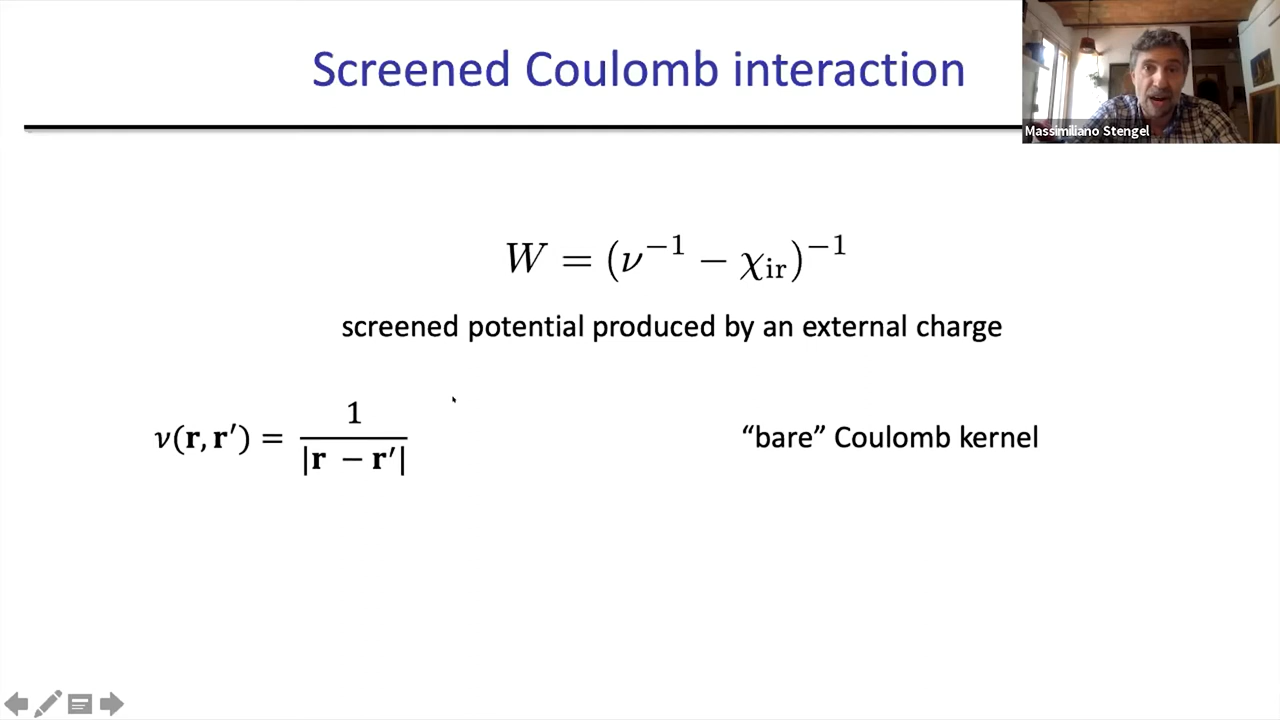 Screened Coulomb interaction
Massimiliano Stengel
W = (ν⁻¹ − χᵢᵣ)⁻¹
screened potential produced by an external charge
ν(𝐫, 𝐫′) = 1 / |𝐫 − 𝐫′|
“bare” Coulomb kernel